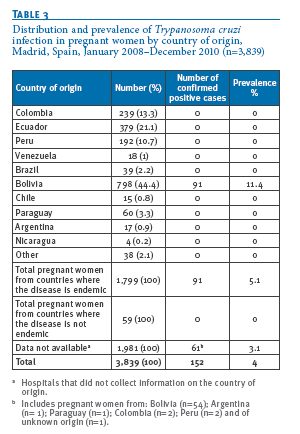 TABLE 3
Distribution and prevalence of Trypanosoma cruzi
infection in pregnant women by country of origin,
Madrid, Spain, January 2008–December 2010 (n=3,839)
Country of origin Number (%) Number of confirmed positive cases Prevalence %
Colombia 239 (13.3) 0 0
Ecuador 379 (21.1) 0 0
Peru 192 (10.7) 0 0
Venezuela 18 (1) 0 0
Brazil 39 (2.2) 0 0
Bolivia 798 (44.4) 91 11.4
Chile 15 (0.8) 0 0
Paraguay 60 (3.3) 0 0
Argentina 17 (0.9) 0 0
Nicaragua 4 (0.2) 0 0
Other 38 (2.1) 0 0
Total pregnant women
from countries where
the disease is endemic 1,799 (100) 91 5.1
Total pregnant women
from countries where
the disease is not
endemic 59 (100) 0 0
Data not availableᵃ 1,981 (100) 61ᵇ 3.1
Total 3,839 (100) 152 4
ᵃ Hospitals that did not collect information on the country of
origin.
ᵇ Includes pregnant women from: Bolivia (n=54); Argentina
(n= 1); Paraguay (n=1); Colombia (n=2); Peru (n=2) and of
unknown origin (n=1).